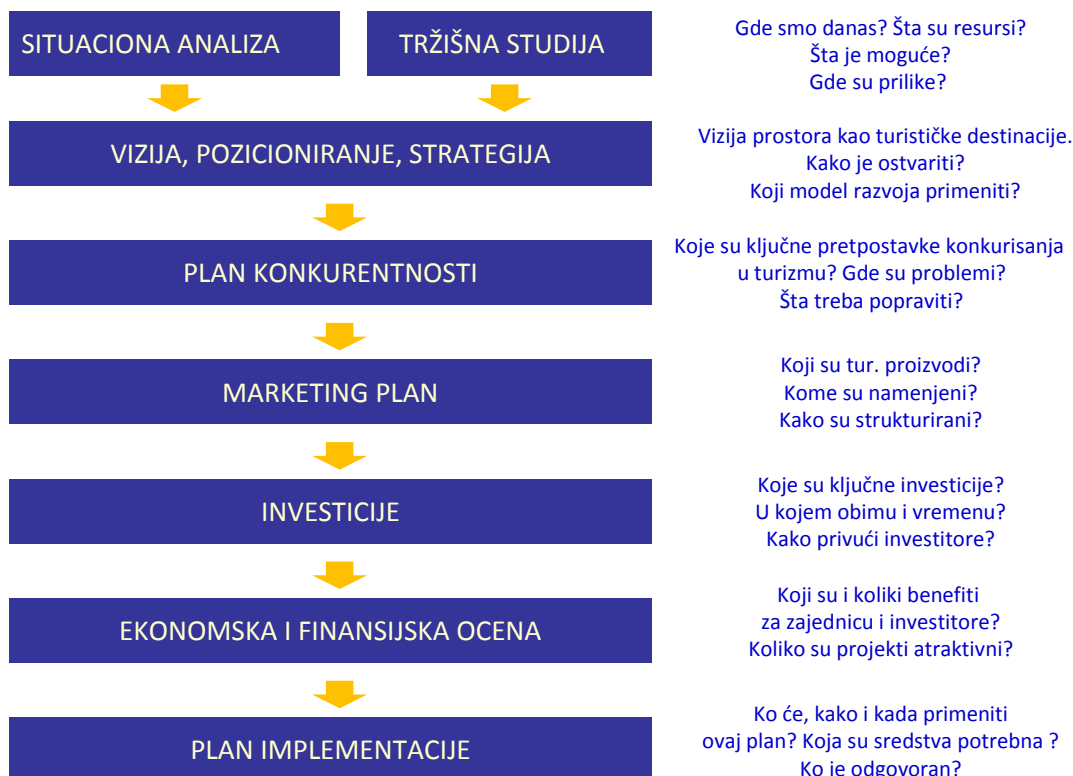 SITUACIONA ANALIZA
TRŽIŠNA STUDIJA
Gde smo danas? Šta su resursi?
Šta je moguće?
Gde su prilike?
VIZIJA, POZICIONIRANJE, STRATEGIJA
Vizija prostora kao turističke destinacije.
Kako je ostvariti?
Koji model razvoja primeniti?
PLAN KONKURENTNOSTI
Koje su ključne pretpostavke konkurisanja
u turizmu? Gde su problemi?
Šta treba popraviti?
MARKETING PLAN
Koji su tur. proizvodi?
Kome su namenjeni?
Kako su strukturirani?
INVESTICIJE
Koje su ključne investicije?
U kojem obimu i vremenu?
Kako privući investitore?
EKONOMSKA I FINANSIJSKA OCENA
Koji su i koliki benefiti
za zajednicu i investitore?
Koliko su projekti atraktivni?
PLAN IMPLEMENTACIJE
Ko će, kako i kada primeniti
ovaj plan? Koja su sredstva potrebna ?
Ko je odgovoran?